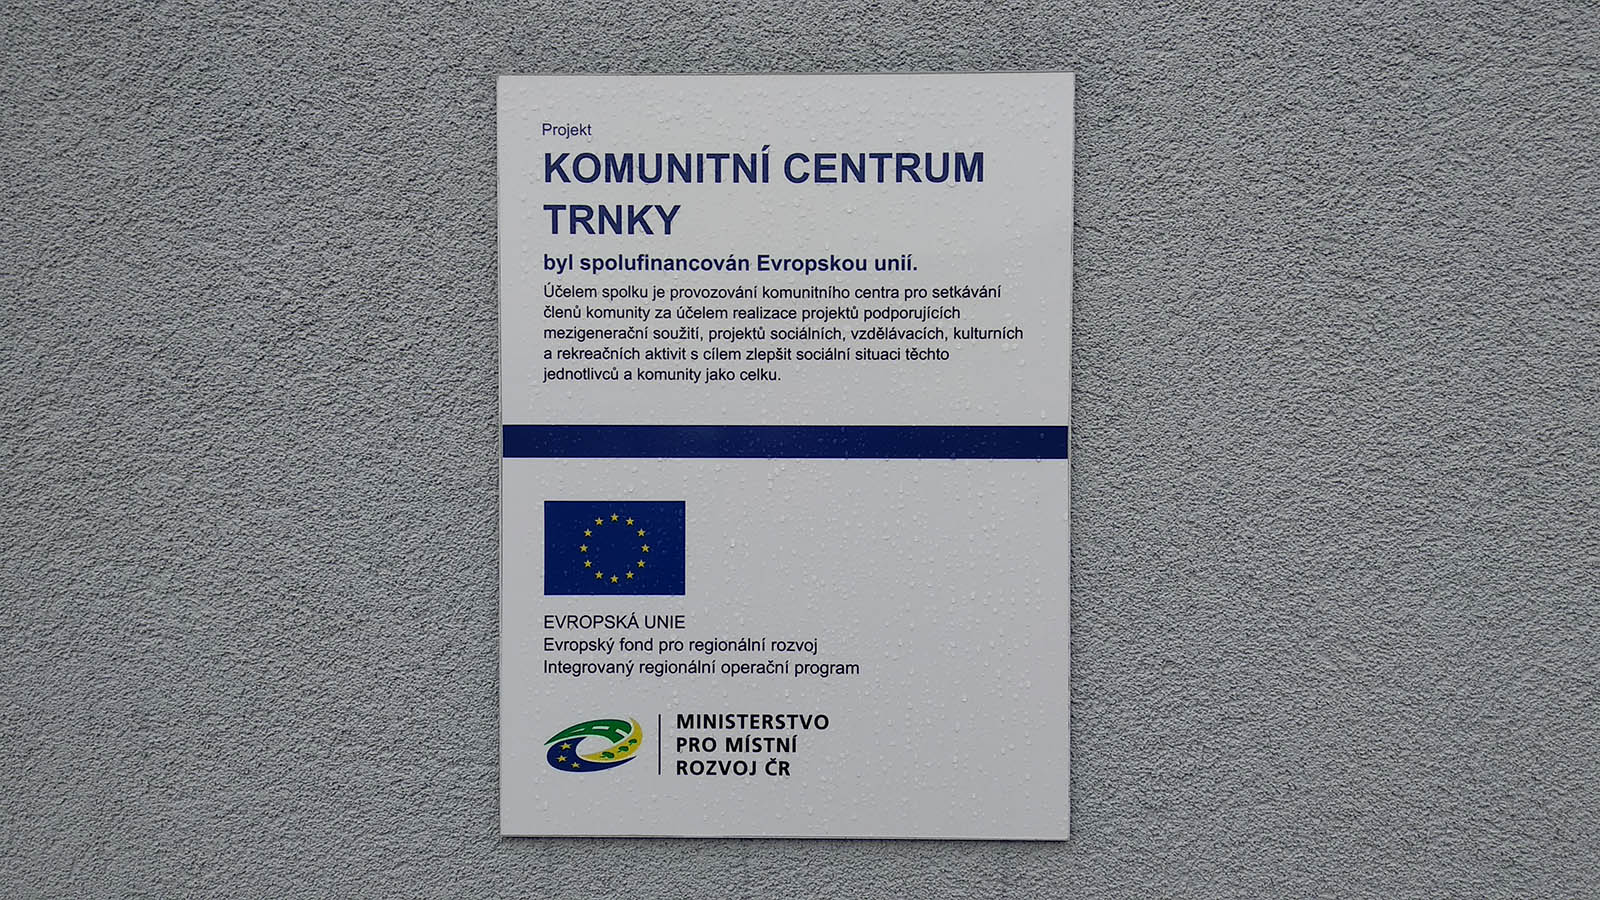 Projekt
KOMUNITNÍ CENTRUM
TRNKY
byl spolufinancován Evropskou unií.
Účelem spolku je provozování komunitního centra pro setkávání
členů komunity za účelem realizace projektů podporujících
mezigenerační soužití, projektů sociálních, vzdělávacích, kulturních
a rekreačních aktivit s cílem zlepšit sociální situaci těchto
jednotlivců a komunity jako celku.
EVROPSKÁ UNIE
Evropský fond pro regionální rozvoj
Integrovaný regionální operační program
MINISTERSTVO
PRO MÍSTNÍ
ROZVOJ ČR